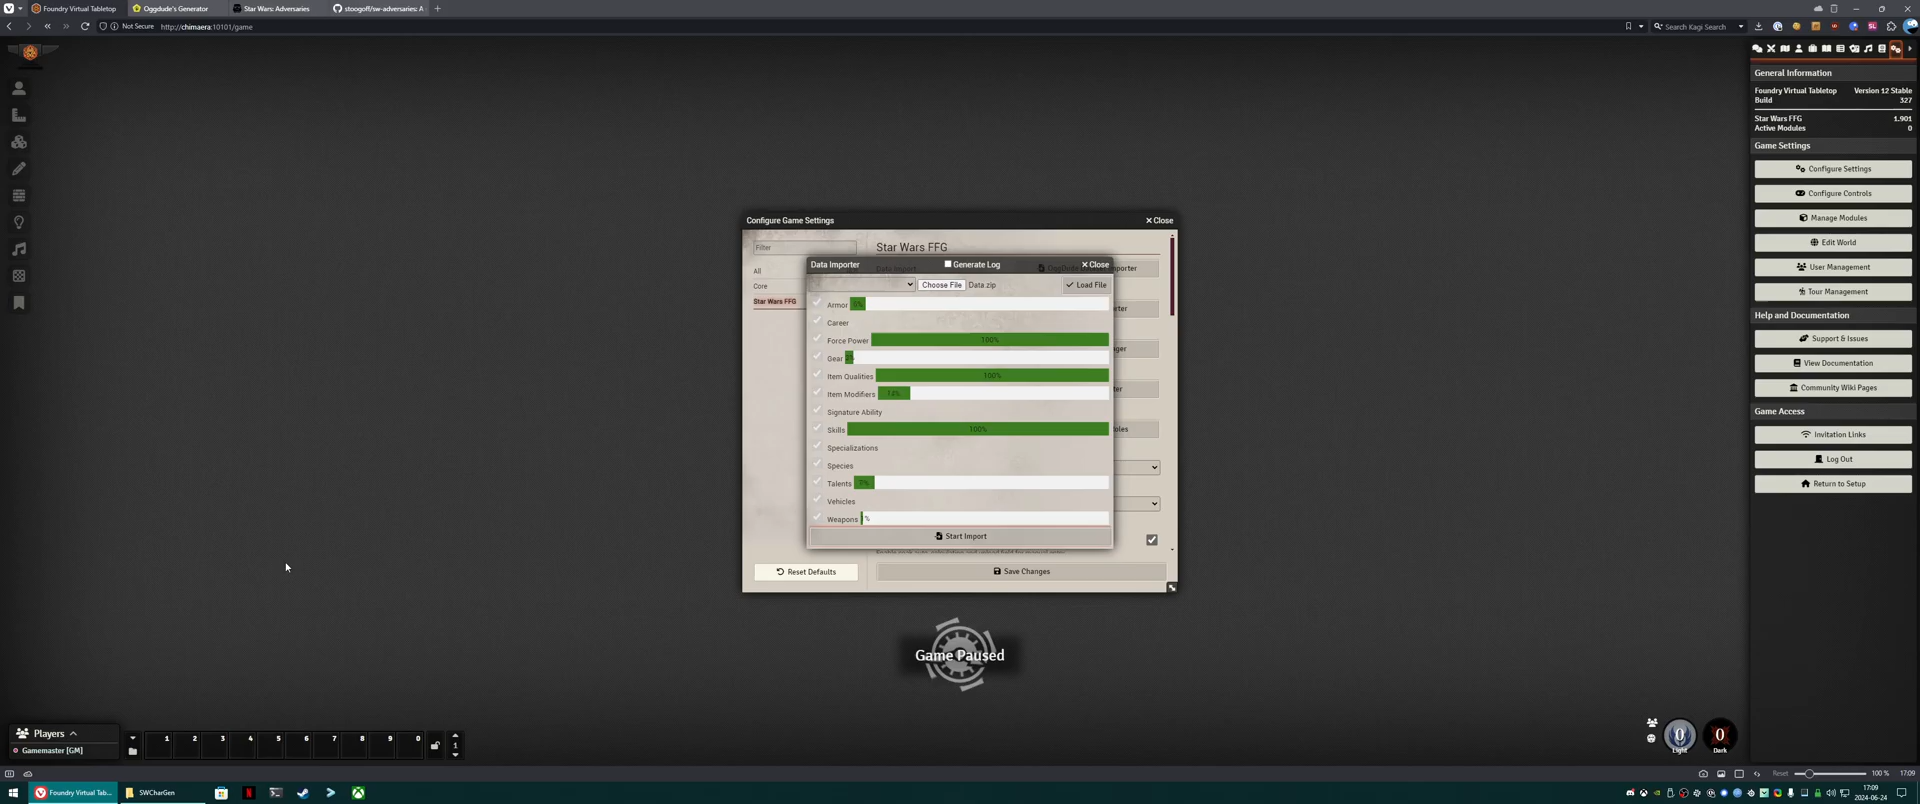 Foundry Virtual Tabletop
Oggdude's Generator
Star Wars: Adversaries
stoogoff/sw-adversaries: A
Not Secure
http://chimaera:10101/game
Search Kagi Search
General Information
Foundry Virtual Tabletop Version 12 Stable
Build 327
Star Wars FFG 1.901
Active Modules 0
Game Settings
Configure Settings
Configure Controls
Manage Modules
Edit World
User Management
Tour Management
Help and Documentation
Support & Issues
View Documentation
Community Wiki Pages
Game Access
Invitation Links
Log Out
Return to Setup
Configure Game Settings
Close
Filter
All
Core
Star Wars FFG
Star Wars FFG
Data Importer
Generate Log
Close
Choose File Data.zip
Load File
Armor
Career
Force Power 100%
Gear
Item Qualities 100%
Item Modifiers 14%
Signature Ability
Skills 100%
Specializations
Species
Talents
Vehicles
Weapons
Start Import
Reset Defaults
Save Changes
Game Paused
Players
Gamemaster [GM]
1 2 3 4 5 6 7 8 9 0
1
0
Light
0
Dark
Reset
100 %
17:09
Foundry Virtual Tab...
SWCharGen
17:09
2024-06-24